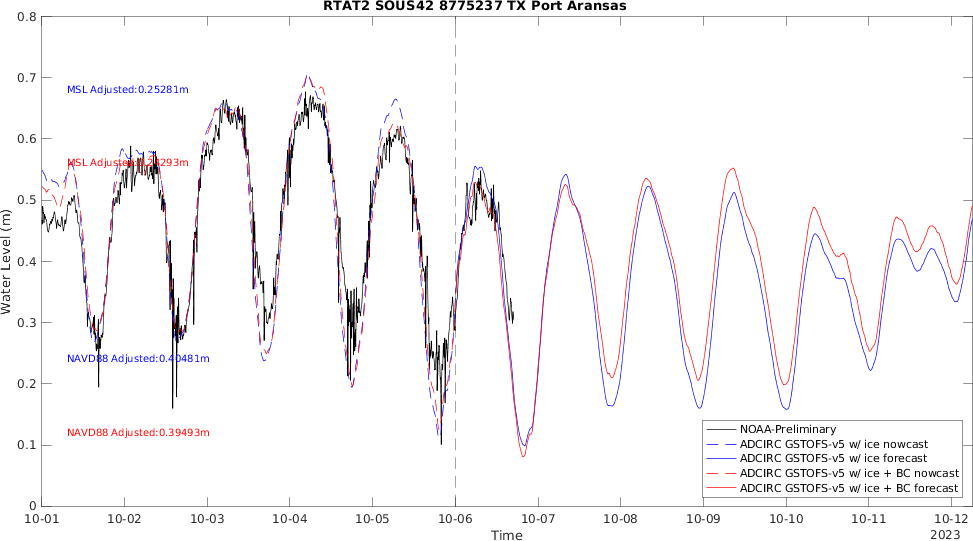 RTAT2 SOUS42 8775237 TX Port Aransas
Water Level (m)
0.8
0.7
0.6
0.5
0.4
0.3
0.2
0.1
0
MSL Adjusted:0.25281m
MSL
NAVD88 Adjusted:0.40481m
NAVD88 Adjusted:0.39493m
NOAA-Preliminary
ADCIRC GSTOFS-v5 w/ ice nowcast
ADCIRC GSTOFS-v5 w/ ice forecast
ADCIRC GSTOFS-v5 w/ ice + BC nowcast
ADCIRC GSTOFS-v5 w/ ice + BC forecast
10-01 10-02 10-03 10-04 10-05 10-06 10-07 10-08 10-09 10-10 10-11 10-12
2023
Time